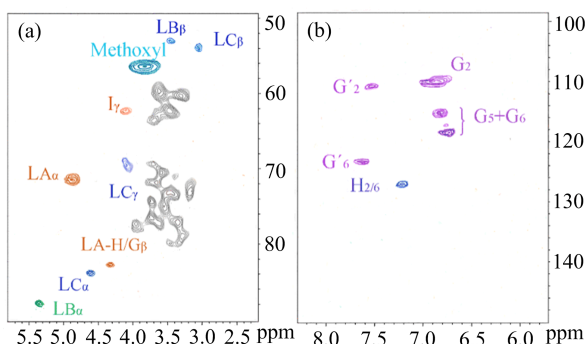 (a)
LBβ
LCβ
Methoxyl
Iγ
LAα
LCγ
LA-H/Gβ
LCα
LBα
50
60
70
80
5.5 5.0 4.5 4.0 3.5 3.0 2.5 ppm
(b)
G2
G´2
G5+G6
G´6
H2/6
100
110
120
130
140
150
8.0 7.5 7.0 6.5 6.0 ppm